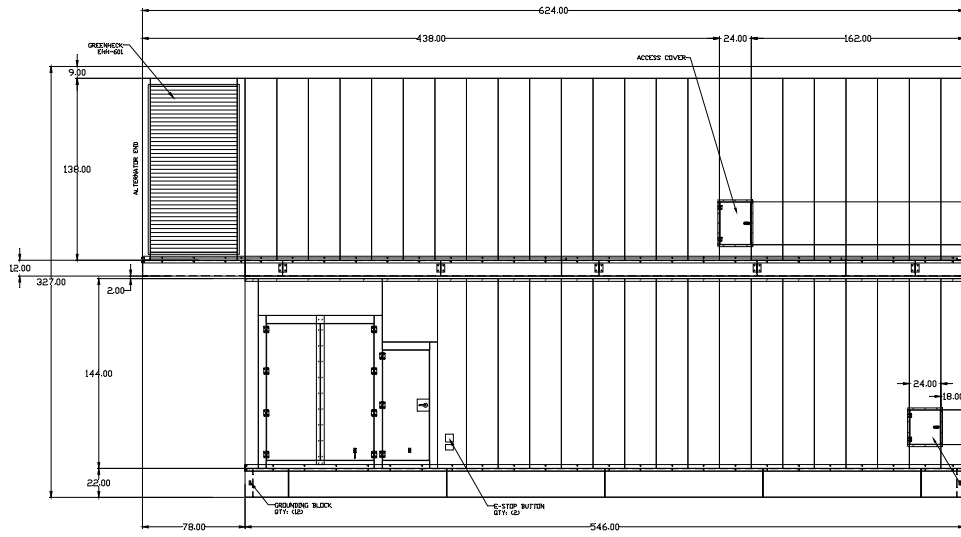 624.00
438.00
24.00
162.00
GREENHECK
EHH-601
ACCESS COVER
9.00
ALTERNATOR END
138.00
12.00
327.00
2.00
144.00
24.00
18.00
22.00
GROUNDING BLOCK
QTY: (12)
E-STOP BUTTON
QTY: (2)
78.00
546.00